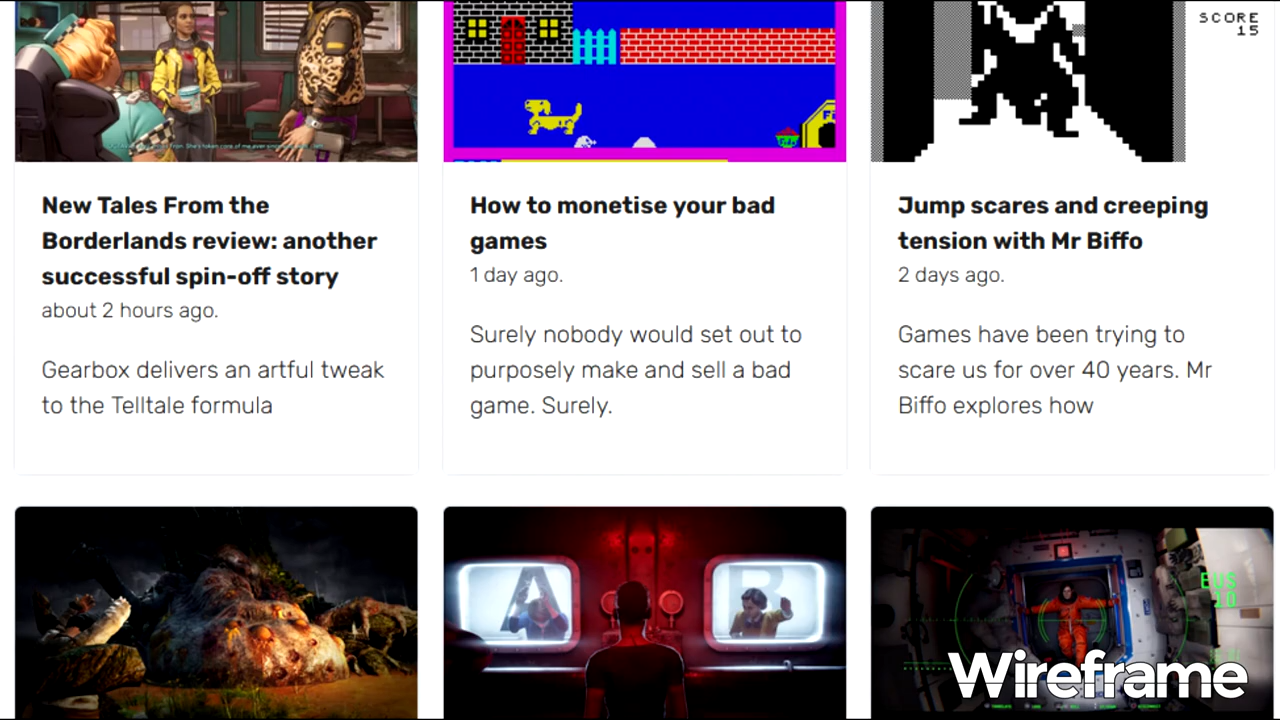 SCORE
15
New Tales From the
Borderlands review: another
successful spin-off story
about 2 hours ago.
Gearbox delivers an artful tweak
to the Telltale formula
How to monetise your bad
games
1 day ago.
Surely nobody would set out to
purposely make and sell a bad
game. Surely.
Jump scares and creeping
tension with Mr Biffo
2 days ago.
Games have been trying to
scare us for over 40 years. Mr
Biffo explores how
A
B
EUS
10
Wireframe